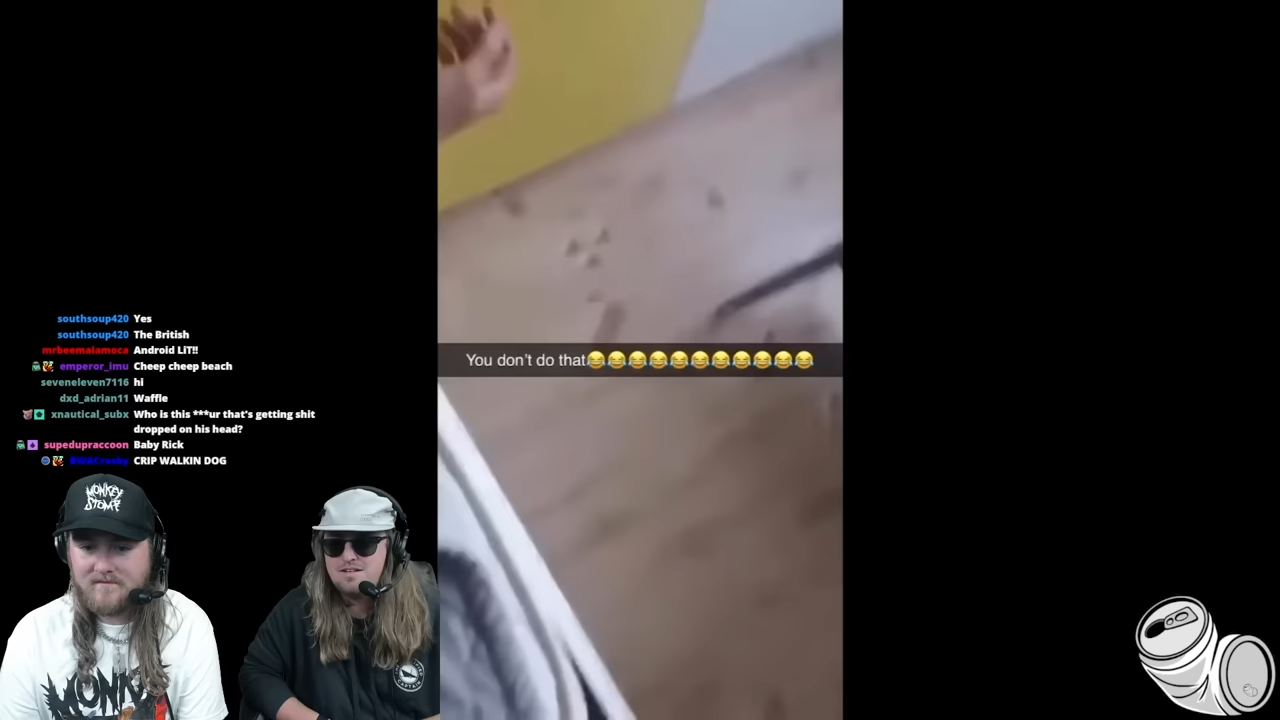 You don't do that😂😂😂😂😂😂😂😂😂😂😂
southsoup420 Yes
southsoup420 The British
mrbeemaiamoca Android LiT!!
emperor_imu Cheep cheep beach
seveneleven7116 hi
dxd_adrian11 Waffle
xnautical_subx Who is this ***ur that's getting shit
dropped on his head?
supedupraccoon Baby Rick
CRIP WALKIN DOG
MONKEY
STOMP